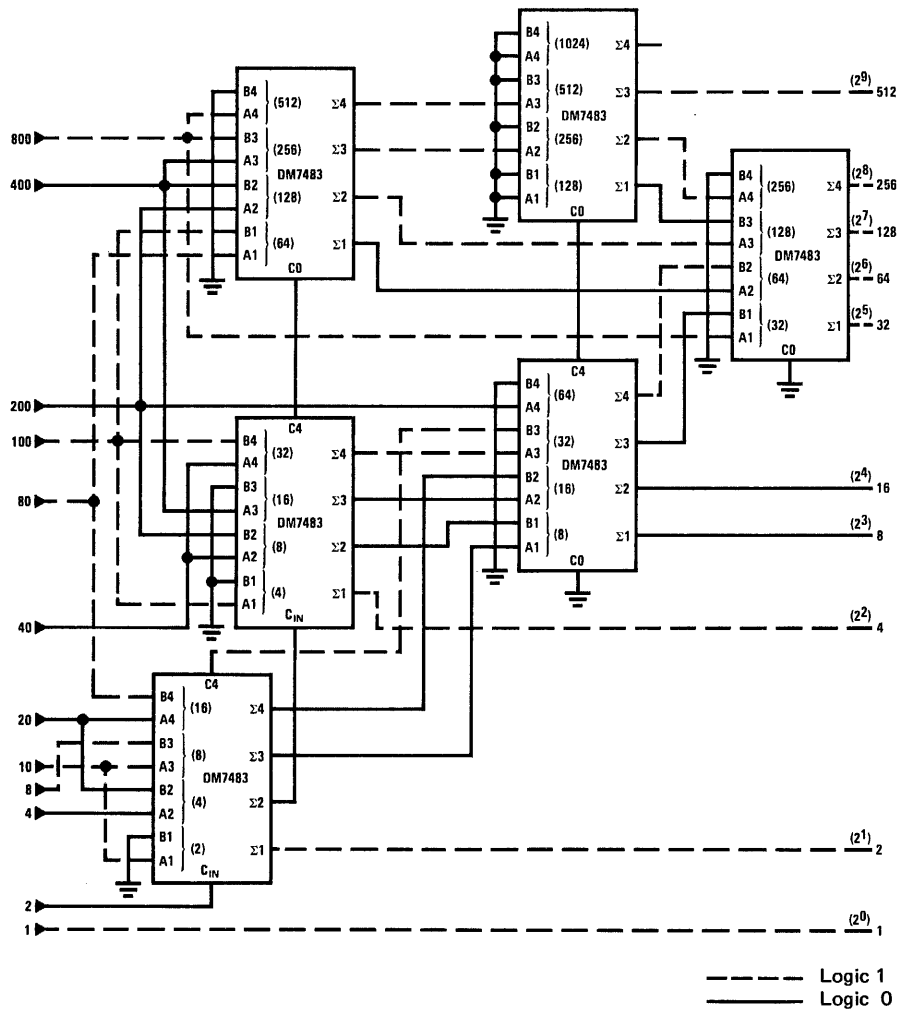 B4
A4
B3
A3
B2
A2
B1
A1
(1024)
(512)
(256)
(128)
DM7483
Σ4
Σ3
Σ2
Σ1
C0
(2⁹)
512
800
400
B4
A4
B3
A3
B2
A2
B1
A1
(512)
(256)
(128)
(64)
DM7483
Σ4
Σ3
Σ2
Σ1
C0
B4
A4
B3
A3
B2
A2
B1
A1
(256)
(128)
(64)
(32)
DM7483
Σ4
Σ3
Σ2
Σ1
C0
(2⁸)
256
(2⁷)
128
(2⁶)
64
(2⁵)
32
200
100
80
40
C4
B4
A4
B3
A3
B2
A2
B1
A1
(32)
(16)
(8)
(4)
DM7483
Σ4
Σ3
Σ2
Σ1
CIN
C4
B4
A4
B3
A3
B2
A2
B1
A1
(64)
(32)
(16)
(8)
DM7483
Σ4
Σ3
Σ2
Σ1
C0
(2⁴)
16
(2³)
8
(2²)
4
20
10
8
4
C4
B4
A4
B3
A3
B2
A2
B1
A1
(16)
(8)
(4)
(2)
DM7483
Σ4
Σ3
Σ2
Σ1
CIN
(2¹)
2
2
1
(2⁰)
1
Logic 1
Logic 0